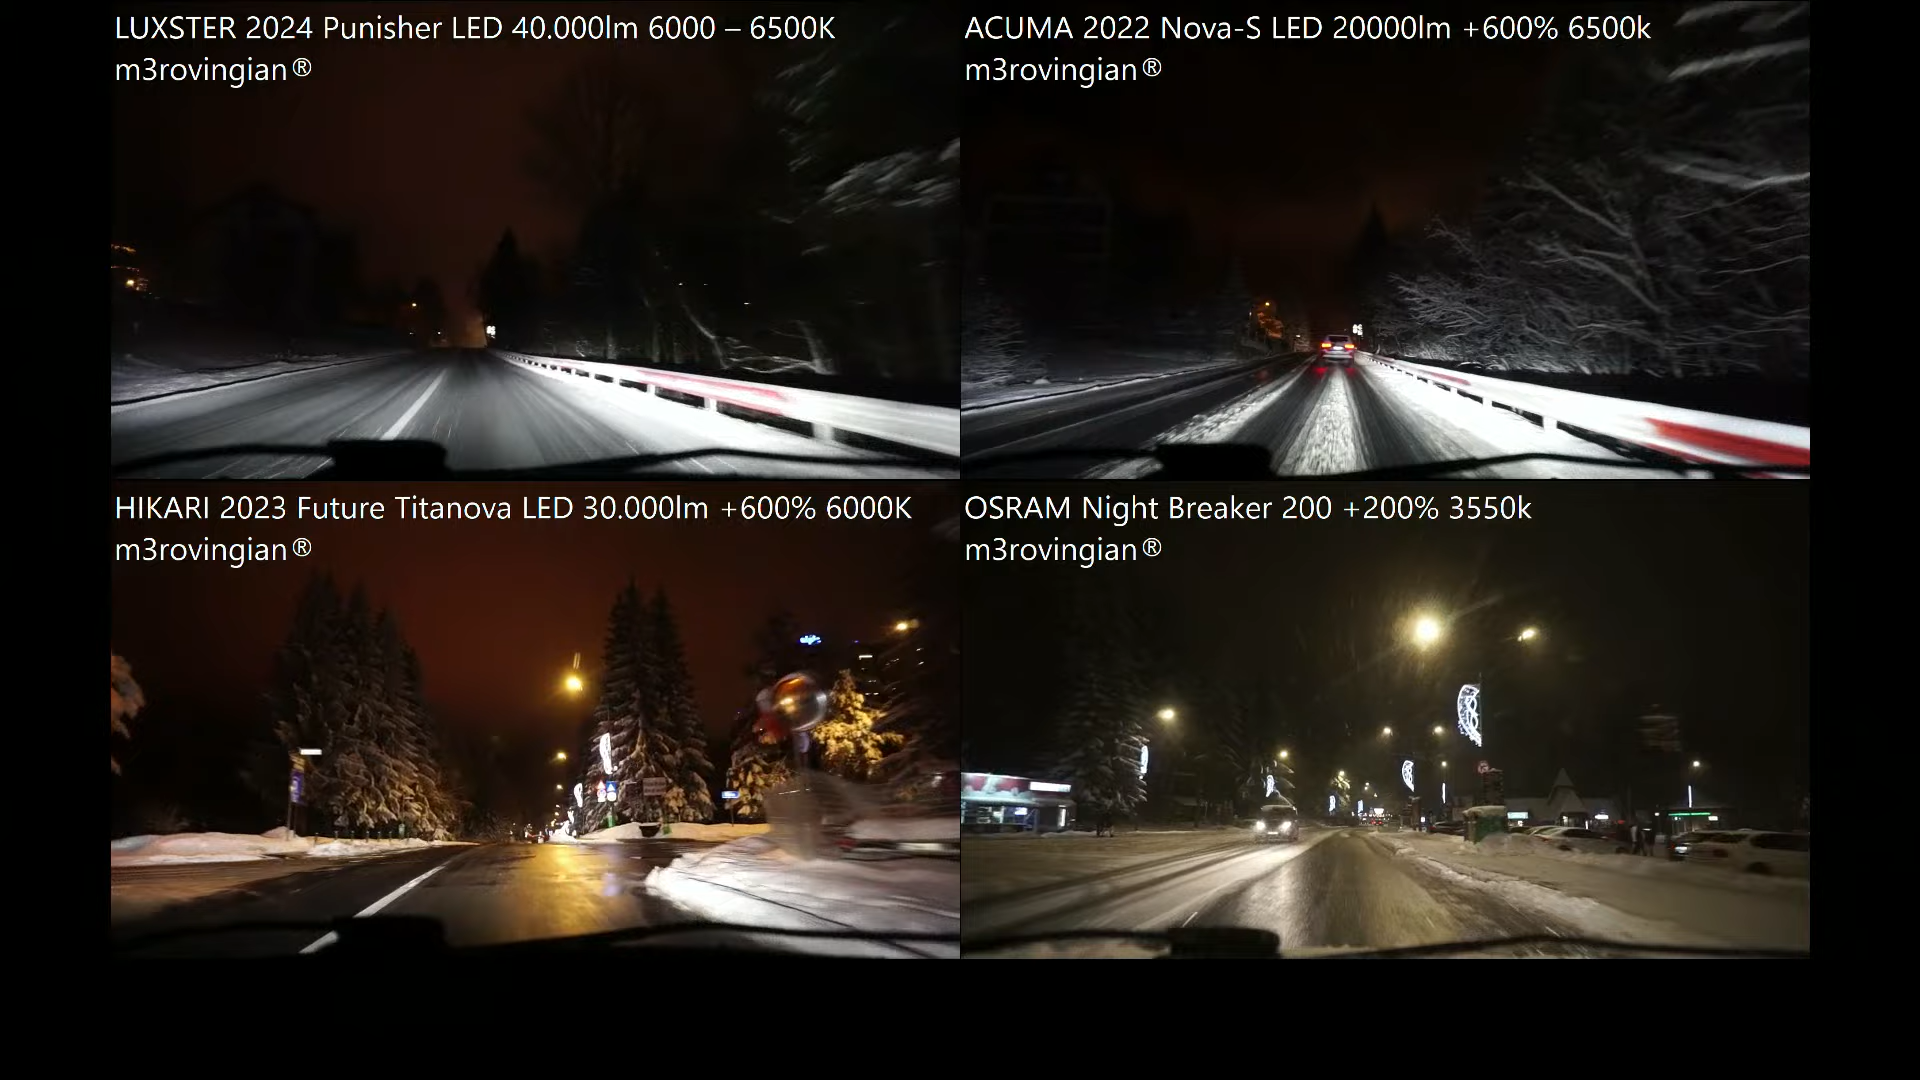 LUXSTER 2024 Punisher LED 40.000lm 6000 – 6500K
m3rovingian®
ACUMA 2022 Nova-S LED 20000lm +600% 6500k
m3rovingian®
HIKARI 2023 Future Titanova LED 30.000lm +600% 6000K
m3rovingian®
OSRAM Night Breaker 200 +200% 3550k
m3rovingian®